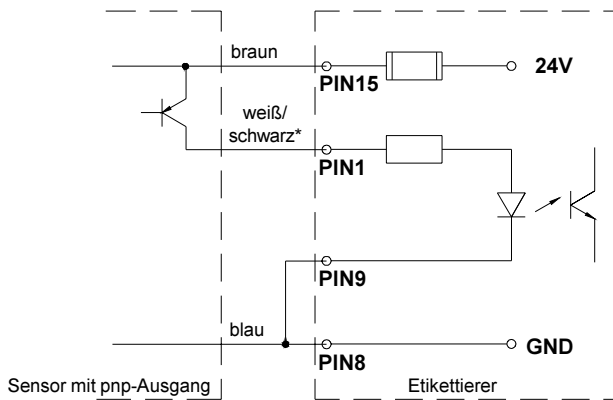 braun
24V
PIN15
weiß/
schwarz*
PIN1
PIN9
blau
GND
PIN8
Sensor mit pnp-Ausgang
Etikettierer